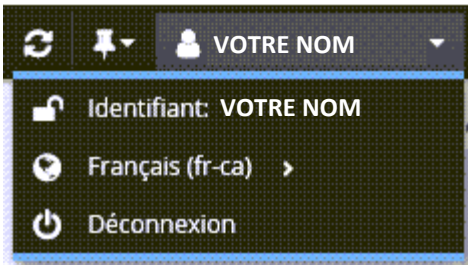 VOTRE NOM
Identifiant: VOTRE NOM
Français (fr-ca)
Déconnexion